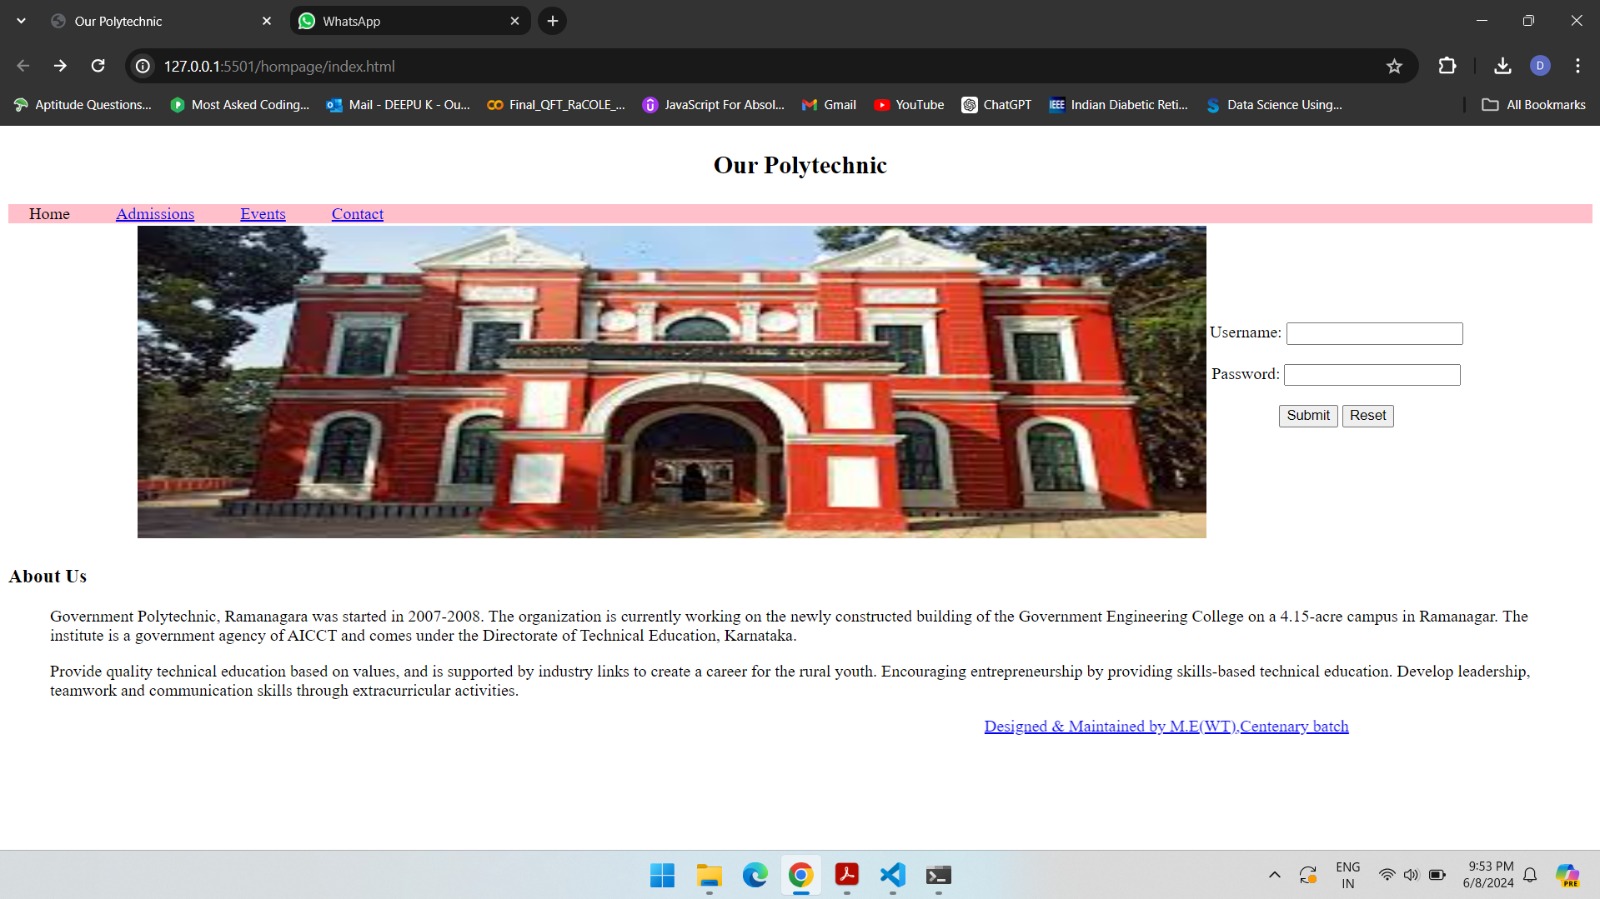 Our Polytechnic
WhatsApp
127.0.0.1:5501/hompage/index.html
D
Aptitude Questions...
Most Asked Coding...
Mail - DEEPU K - Ou...
Final_QFT_RaCOLE_...
JavaScript For Absol...
Gmail
YouTube
ChatGPT
IEEE
Indian Diabetic Reti...
Data Science Using...
All Bookmarks
Our Polytechnic
Home
Admissions
Events
Contact
Username:
Password:
Submit
Reset
About Us
Government Polytechnic, Ramanagara was started in 2007-2008. The organization is currently working on the newly constructed building of the Government Engineering College on a 4.15-acre campus in Ramanagar. The
institute is a government agency of AICCT and comes under the Directorate of Technical Education, Karnataka.
Provide quality technical education based on values, and is supported by industry links to create a career for the rural youth. Encouraging entrepreneurship by providing skills-based technical education. Develop leadership,
teamwork and communication skills through extracurricular activities.
Designed & Maintained by M.E(WT),Centenary batch
ENG
IN
9:53 PM
6/8/2024
PRE